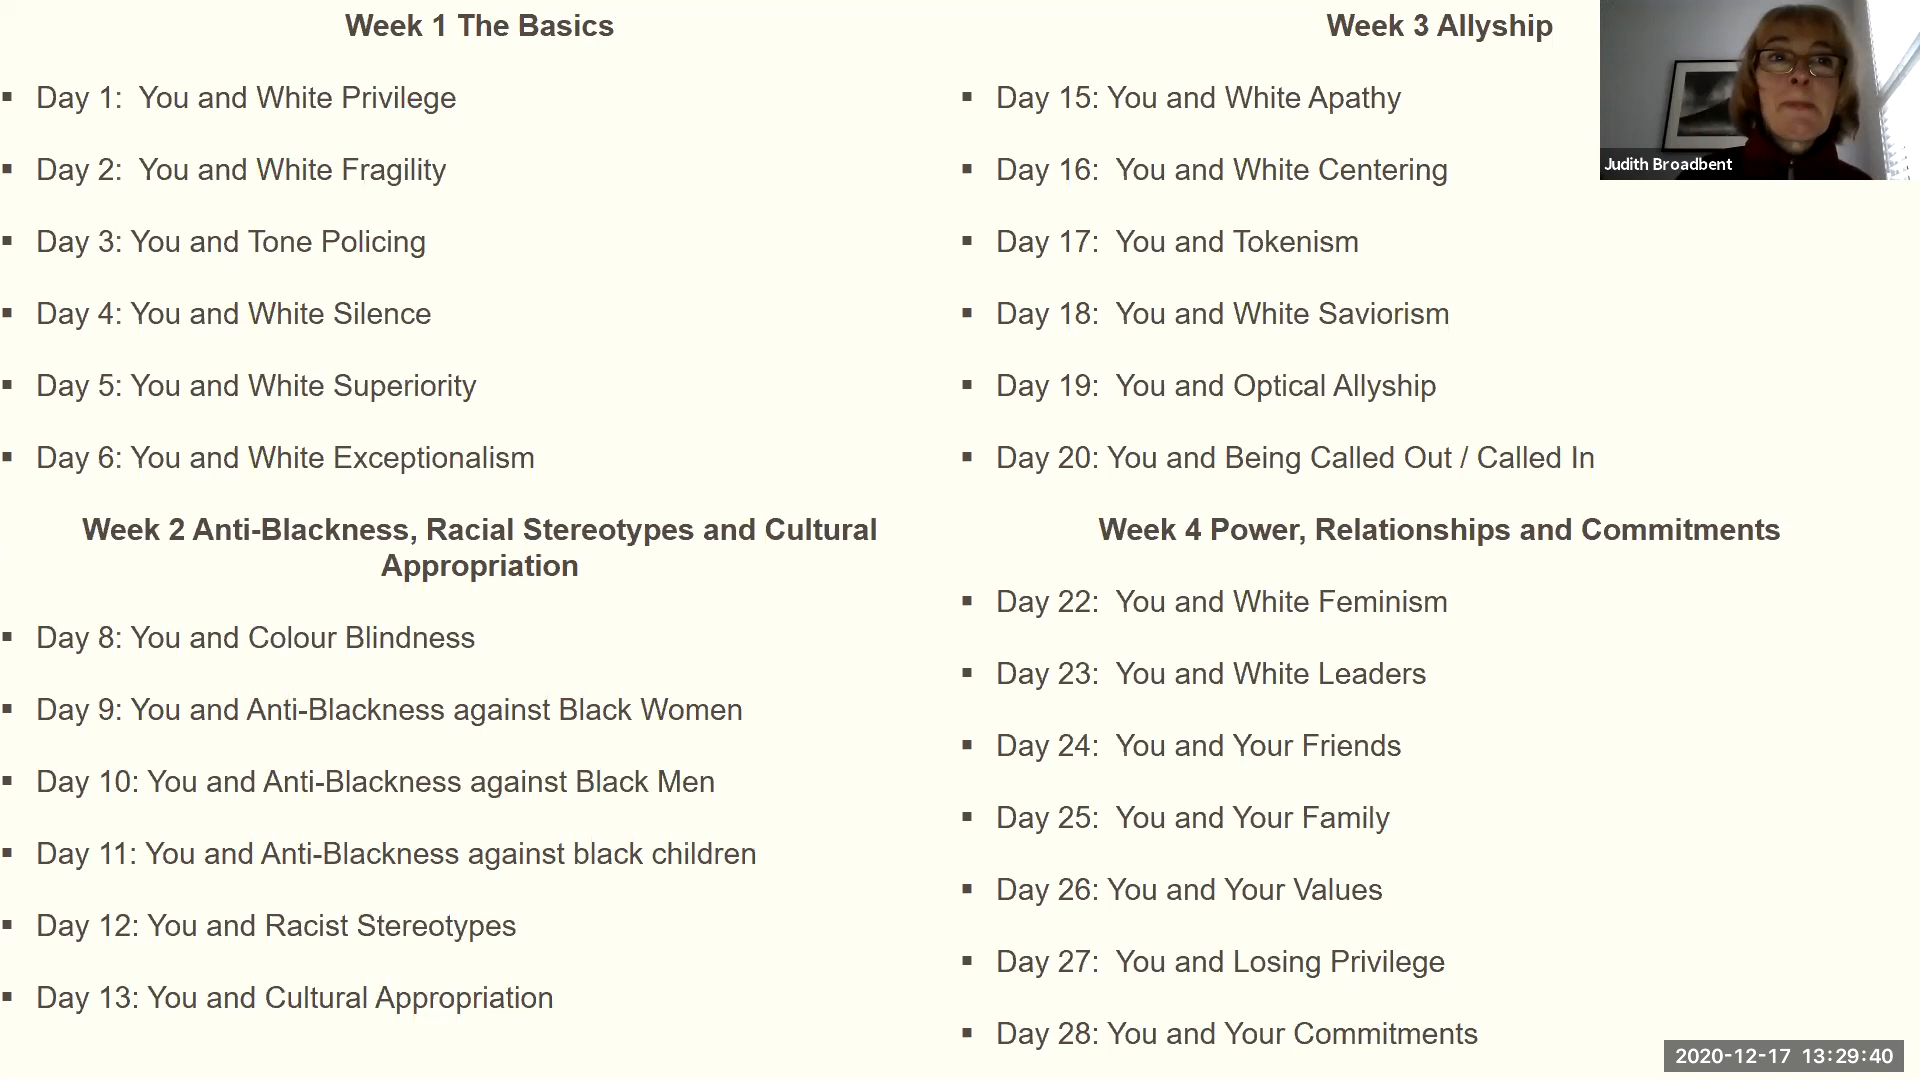 Week 1 The Basics
Day 1:  You and White Privilege
Day 2:  You and White Fragility
Day 3: You and Tone Policing
Day 4: You and White Silence
Day 5: You and White Superiority
Day 6: You and White Exceptionalism
Week 2 Anti-Blackness, Racial Stereotypes and Cultural
Appropriation
Day 8: You and Colour Blindness
Day 9: You and Anti-Blackness against Black Women
Day 10: You and Anti-Blackness against Black Men
Day 11: You and Anti-Blackness against black children
Day 12: You and Racist Stereotypes
Day 13: You and Cultural Appropriation
Week 3 Allyship
Day 15: You and White Apathy
Day 16:  You and White Centering
Day 17:  You and Tokenism
Day 18:  You and White Saviorism
Day 19:  You and Optical Allyship
Day 20: You and Being Called Out / Called In
Week 4 Power, Relationships and Commitments
Day 22:  You and White Feminism
Day 23:  You and White Leaders
Day 24:  You and Your Friends
Day 25:  You and Your Family
Day 26: You and Your Values
Day 27:  You and Losing Privilege
Day 28: You and Your Commitments
Judith Broadbent
2020-12-17 13:29:40